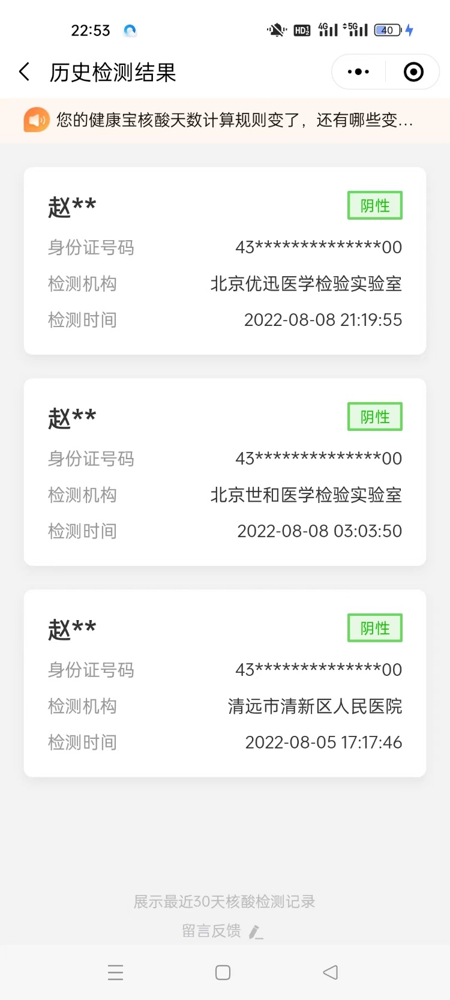 22:53 HD 1 2 4G 5G 40
历史检测结果
您的健康宝核酸天数计算规则变了，还有哪些变...
赵** 阴性
身份证号码 43**************00
检测机构 北京优迅医学检验实验室
检测时间 2022-08-08 21:19:55
赵** 阴性
身份证号码 43**************00
检测机构 北京世和医学检验实验室
检测时间 2022-08-08 03:03:50
赵** 阴性
身份证号码 43**************00
检测机构 清远市清新区人民医院
检测时间 2022-08-05 17:17:46
展示最近30天核酸检测记录
留言反馈